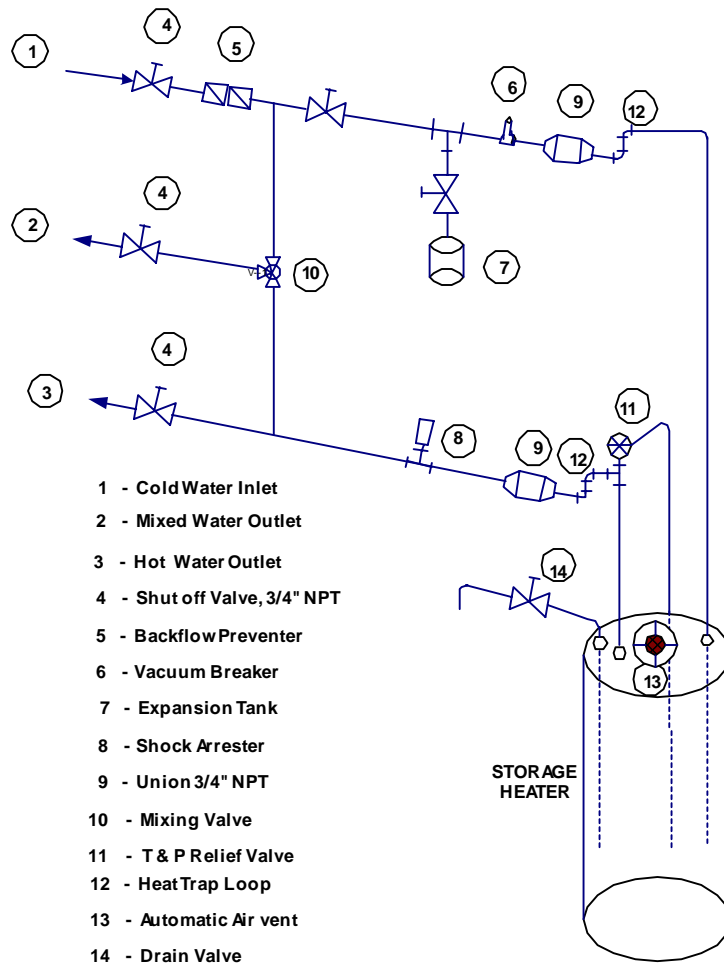 4
1
5
6
9
12
4
2
10
7
4
3
11
8
9
12
14
13
1 - Cold Water Inlet
2 - Mixed Water Outlet
3 - Hot Water Outlet
4 - Shut off Valve, 3/4" NPT
5 - Backflow Preventer
6 - Vacuum Breaker
7 - Expansion Tank
8 - Shock Arrester
9 - Union 3/4" NPT
10 - Mixing Valve
11 - T & P Relief Valve
12 - Heat Trap Loop
13 - Automatic Air vent
14 - Drain Valve
STORAGE
HEATER